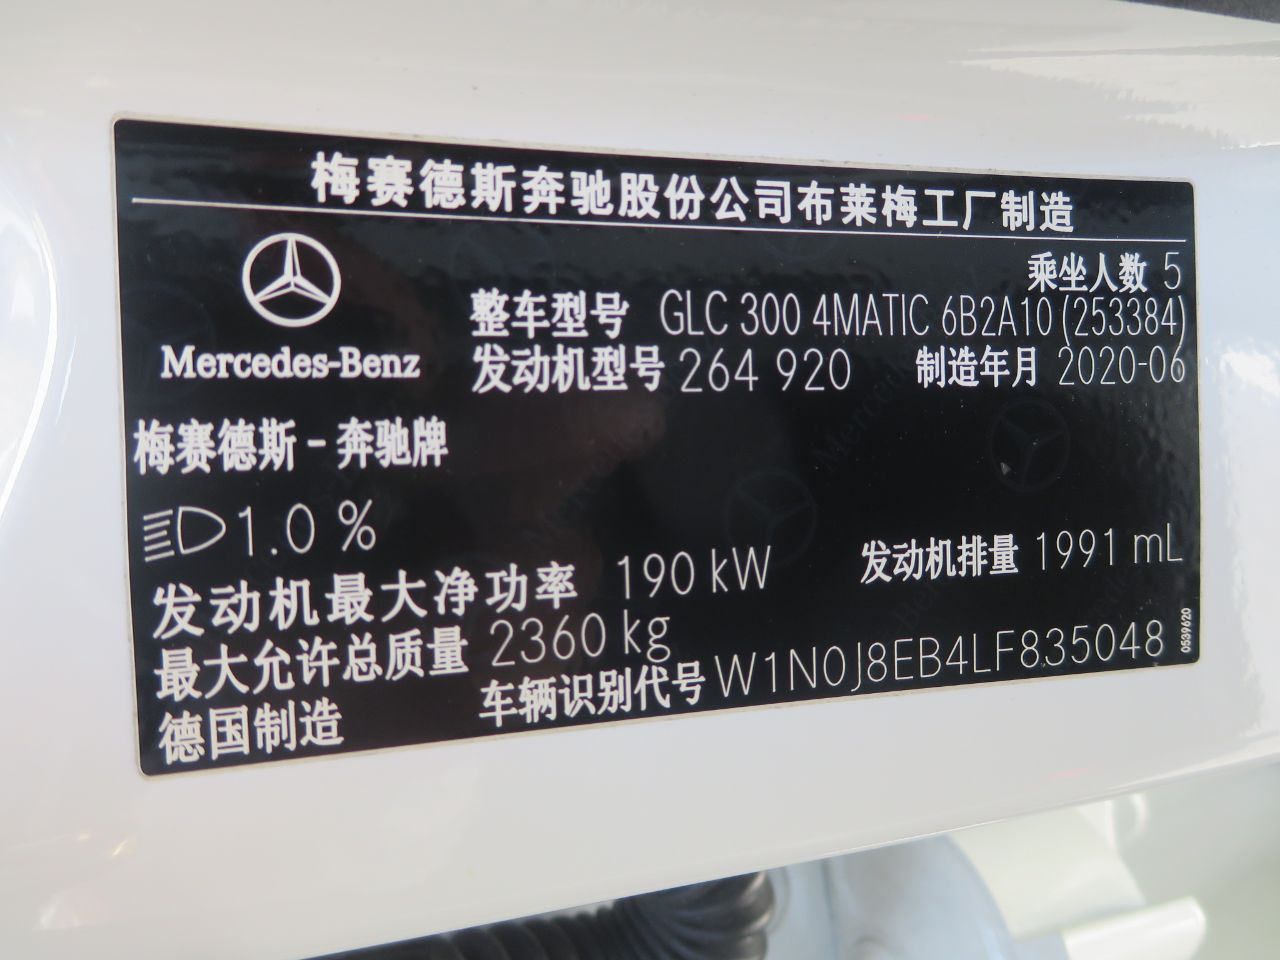 梅赛德斯奔驰股份公司布莱梅工厂制造
乘坐人数 5
整车型号 GLC 300 4MATIC 6B2A10 (253384)
Mercedes-Benz
发动机型号 264 920 制造年月 2020-06
梅赛德斯-奔驰牌
1.0 %
发动机最大净功率 190 kW 发动机排量 1991 mL
最大允许总质量 2360 kg
车辆识别代号 W1N0J8EB4LF835048
德国制造
0539620